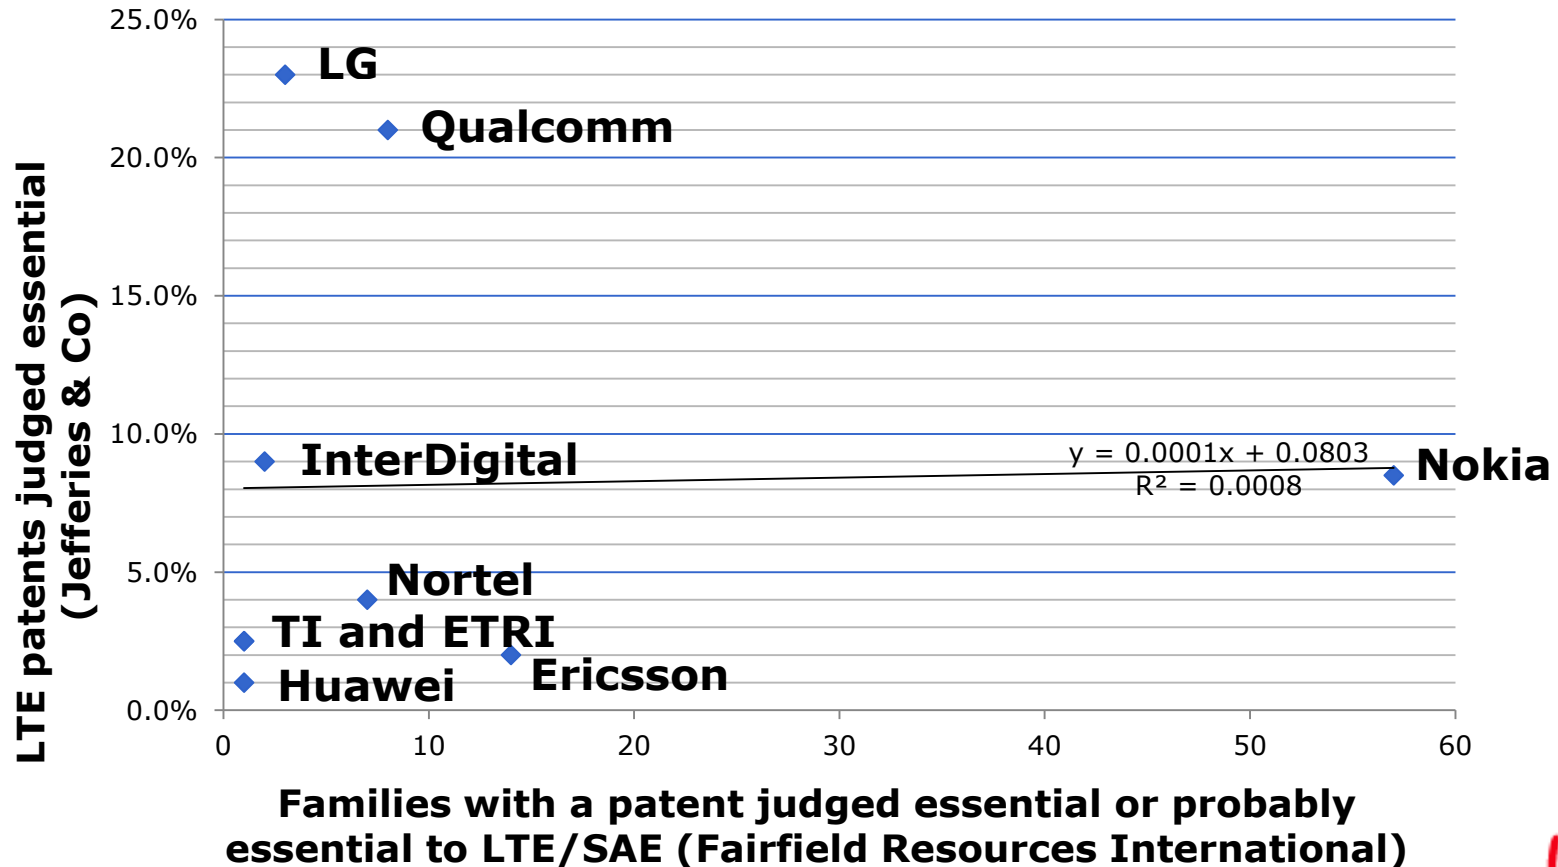 25.0%
LG
Qualcomm
20.0%
15.0%
10.0%
InterDigital
y = 0.0001x + 0.0803
R² = 0.0008
Nokia
5.0%
Nortel
TI and ETRI
Ericsson
Huawei
0.0%
0 10 20 30 40 50 60
LTE patents judged essential
(Jefferies & Co)
Families with a patent judged essential or probably
essential to LTE/SAE (Fairfield Resources International)